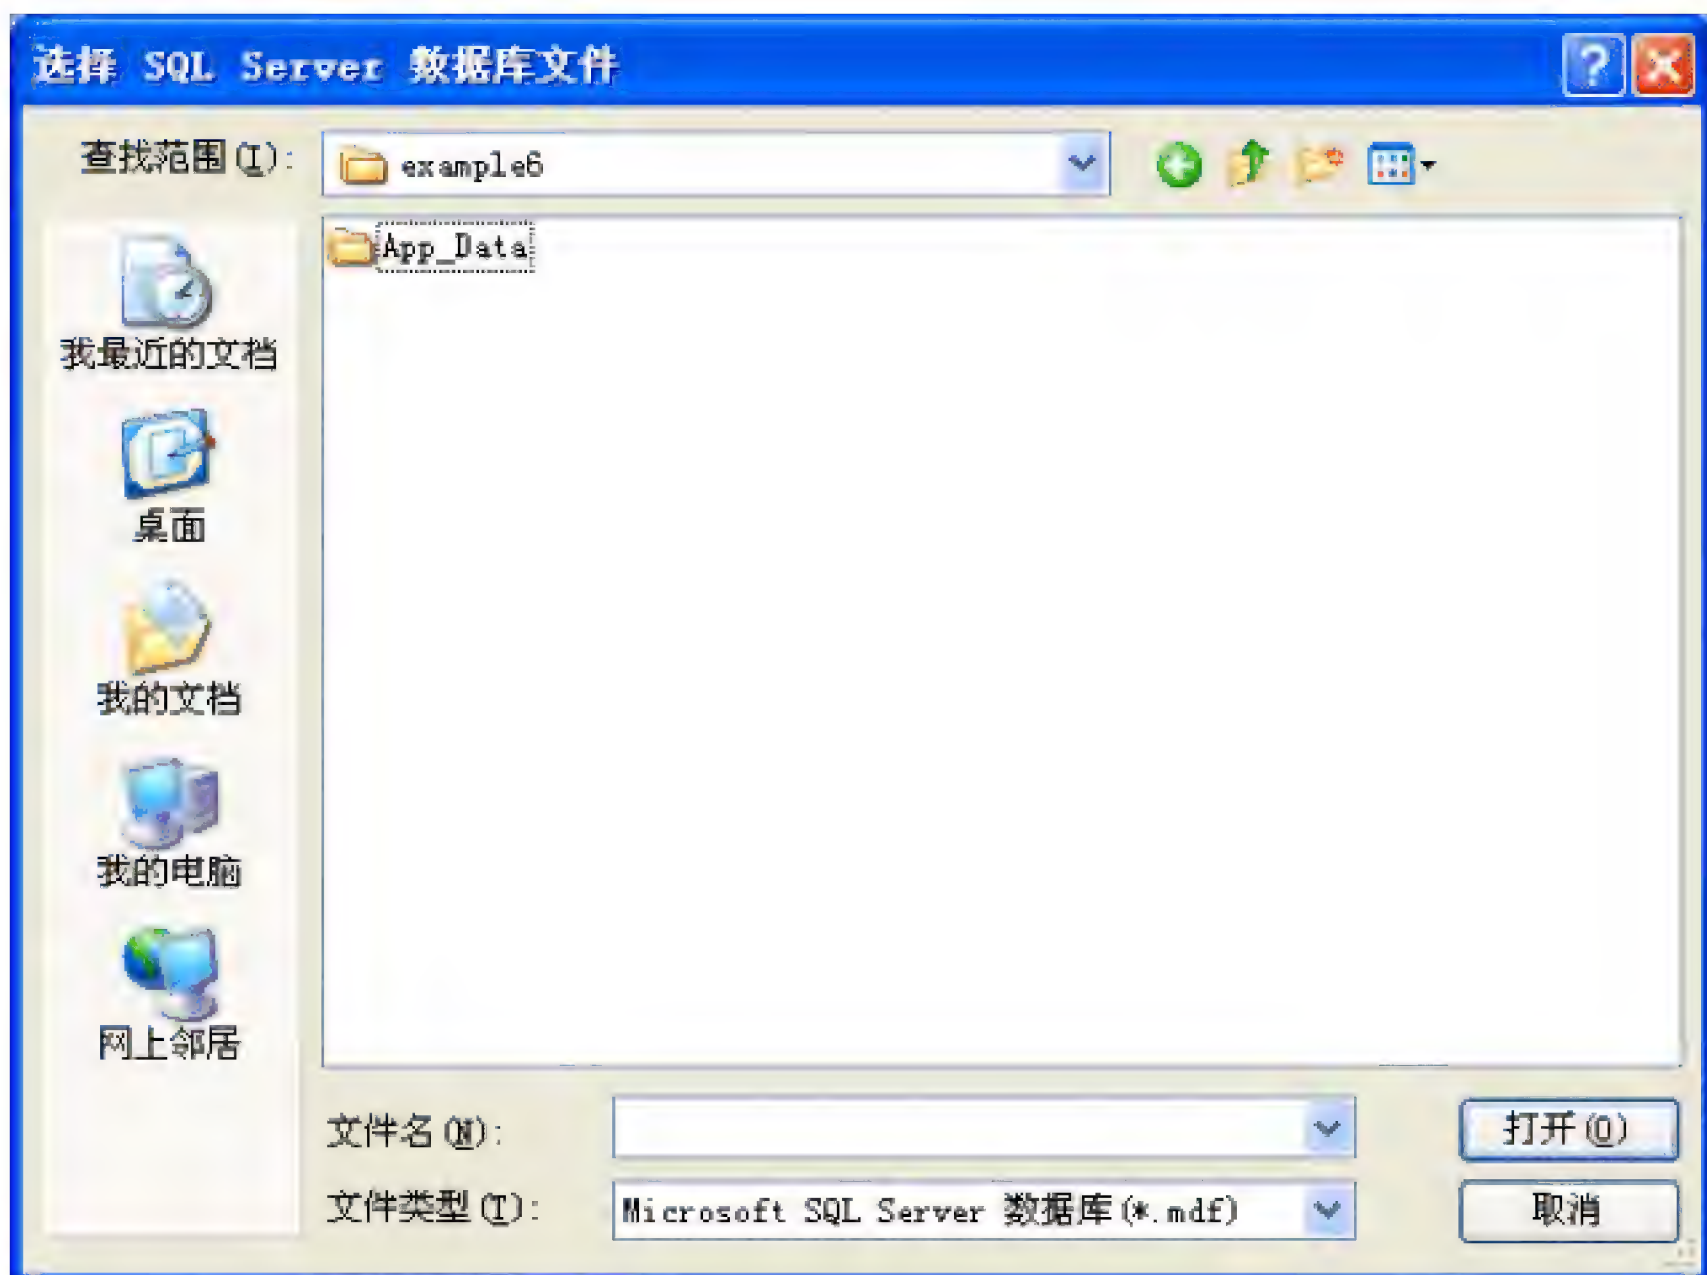 选择 SQL Server 数据库文件
查找范围(I):
example6
App_Data
我最近的文档
桌面
我的文档
我的电脑
网上邻居
文件名(N):
打开(O)
文件类型(T):
Microsoft SQL Server 数据库(*.mdf)
取消